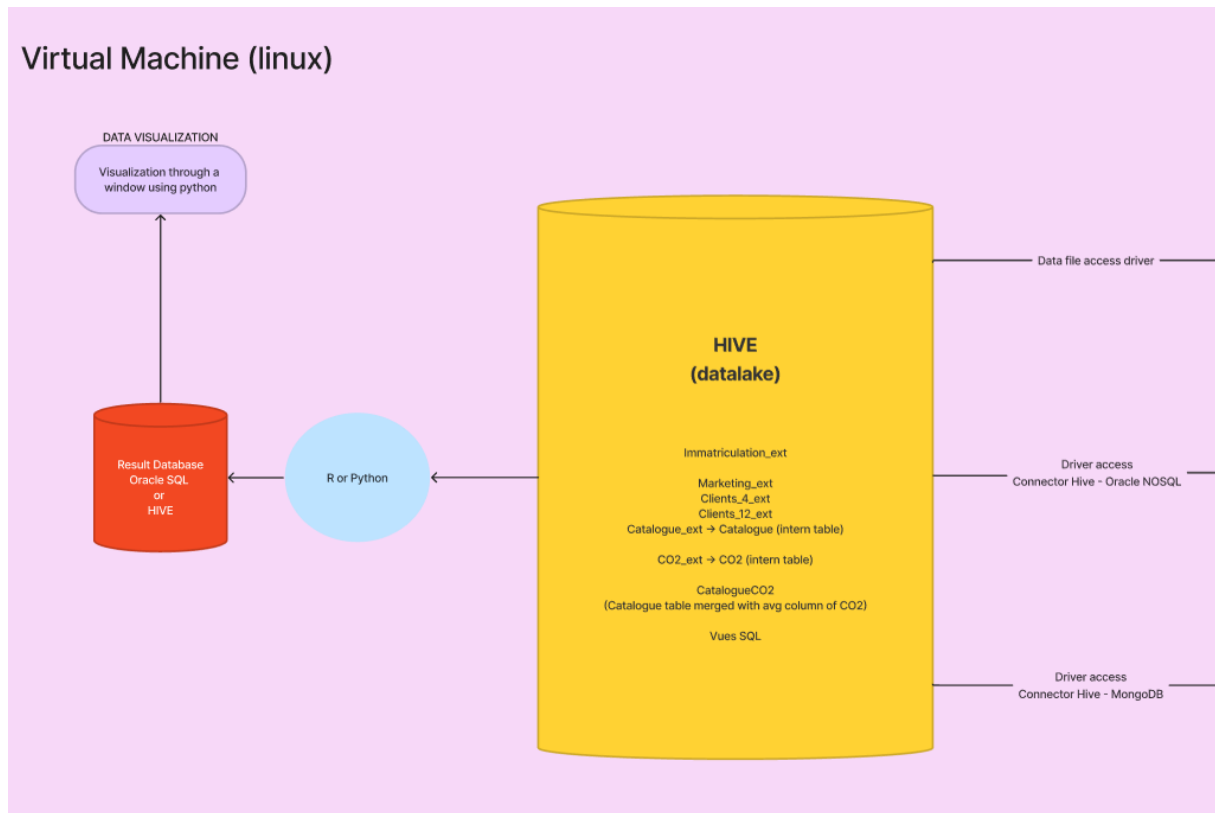 Virtual Machine (linux)
DATA VISUALIZATION
Visualization through a
window using python
Result Database
Oracle SQL
or
HIVE
R or Python
HIVE
(datalake)
Immatriculation_ext
Marketing_ext
Clients_4_ext
Clients_12_ext
Catalogue_ext → Catalogue (intern table)
CO2_ext → CO2 (intern table)
CatalogueCO2
(Catalogue table merged with avg column of CO2)
Vues SQL
Data file access driver
Driver access
Connector Hive - Oracle NOSQL
Driver access
Connector Hive - MongoDB